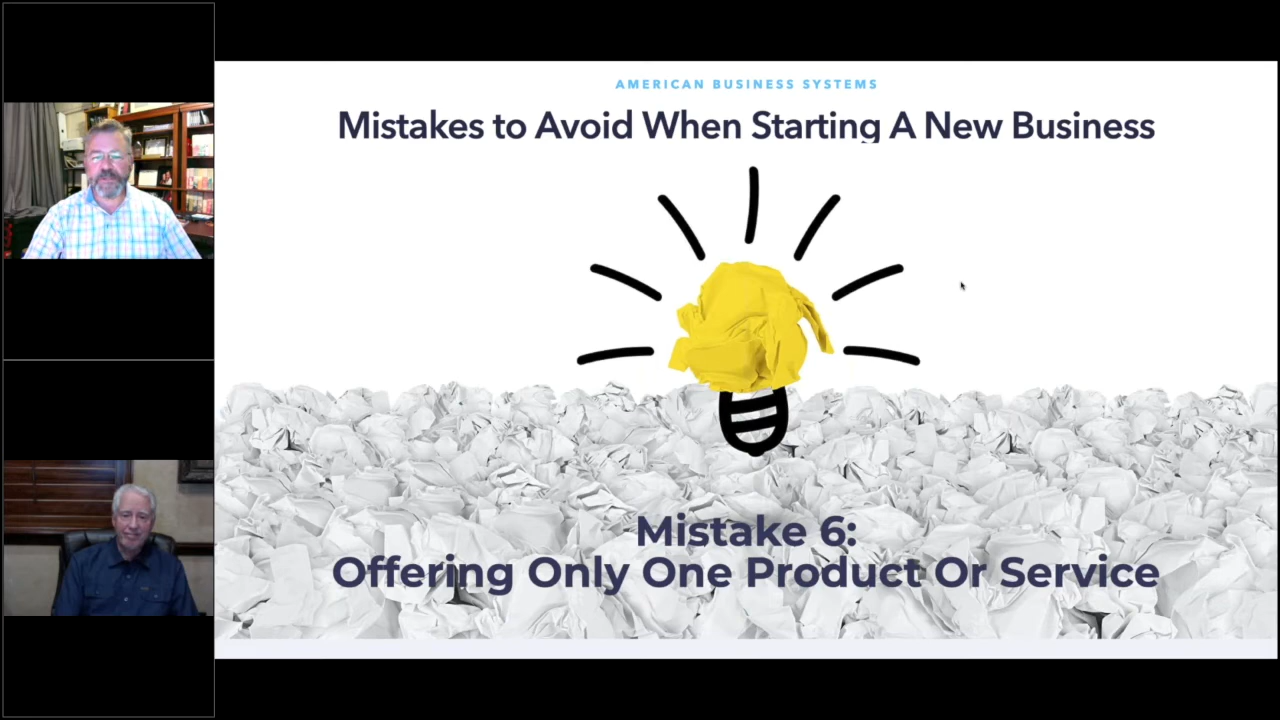 AMERICAN BUSINESS SYSTEMS
Mistakes to Avoid When Starting A New Business
Mistake 6:
Offering Only One Product Or Service